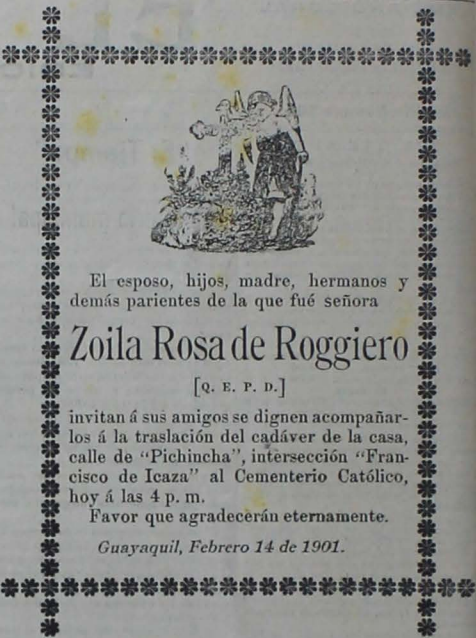 El esposo, hijos, madre, hermanos y
demás parientes de la que fué señora
Zoila Rosa de Roggiero
[Q. E. P. D.]
invitan á sus amigos se dignen acompañar-
los á la traslación del cadáver de la casa,
calle de “Pichincha”, intersección “Fran-
cisco de Icaza” al Cementerio Católico,
hoy á las 4 p. m.
Favor que agradecerán eternamente.
Guayaquil, Febrero 14 de 1901.